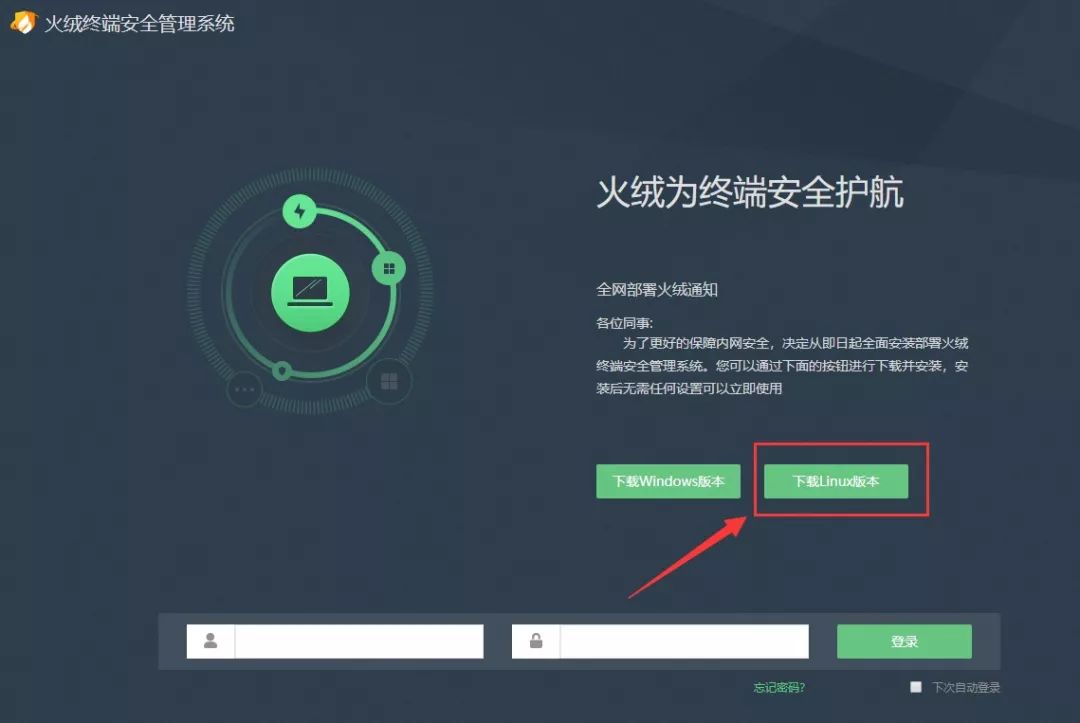 火绒终端安全管理系统
火绒为终端安全护航
全网部署火绒通知
各位同事:
为了更好的保障内网安全，决定从即日起全面安装部署火绒
终端安全管理系统。您可以通过下面的按钮进行下载并安装，安
装后无需任何设置可以立即使用
下载Windows版本
下载Linux版本
登录
忘记密码?
下次自动登录